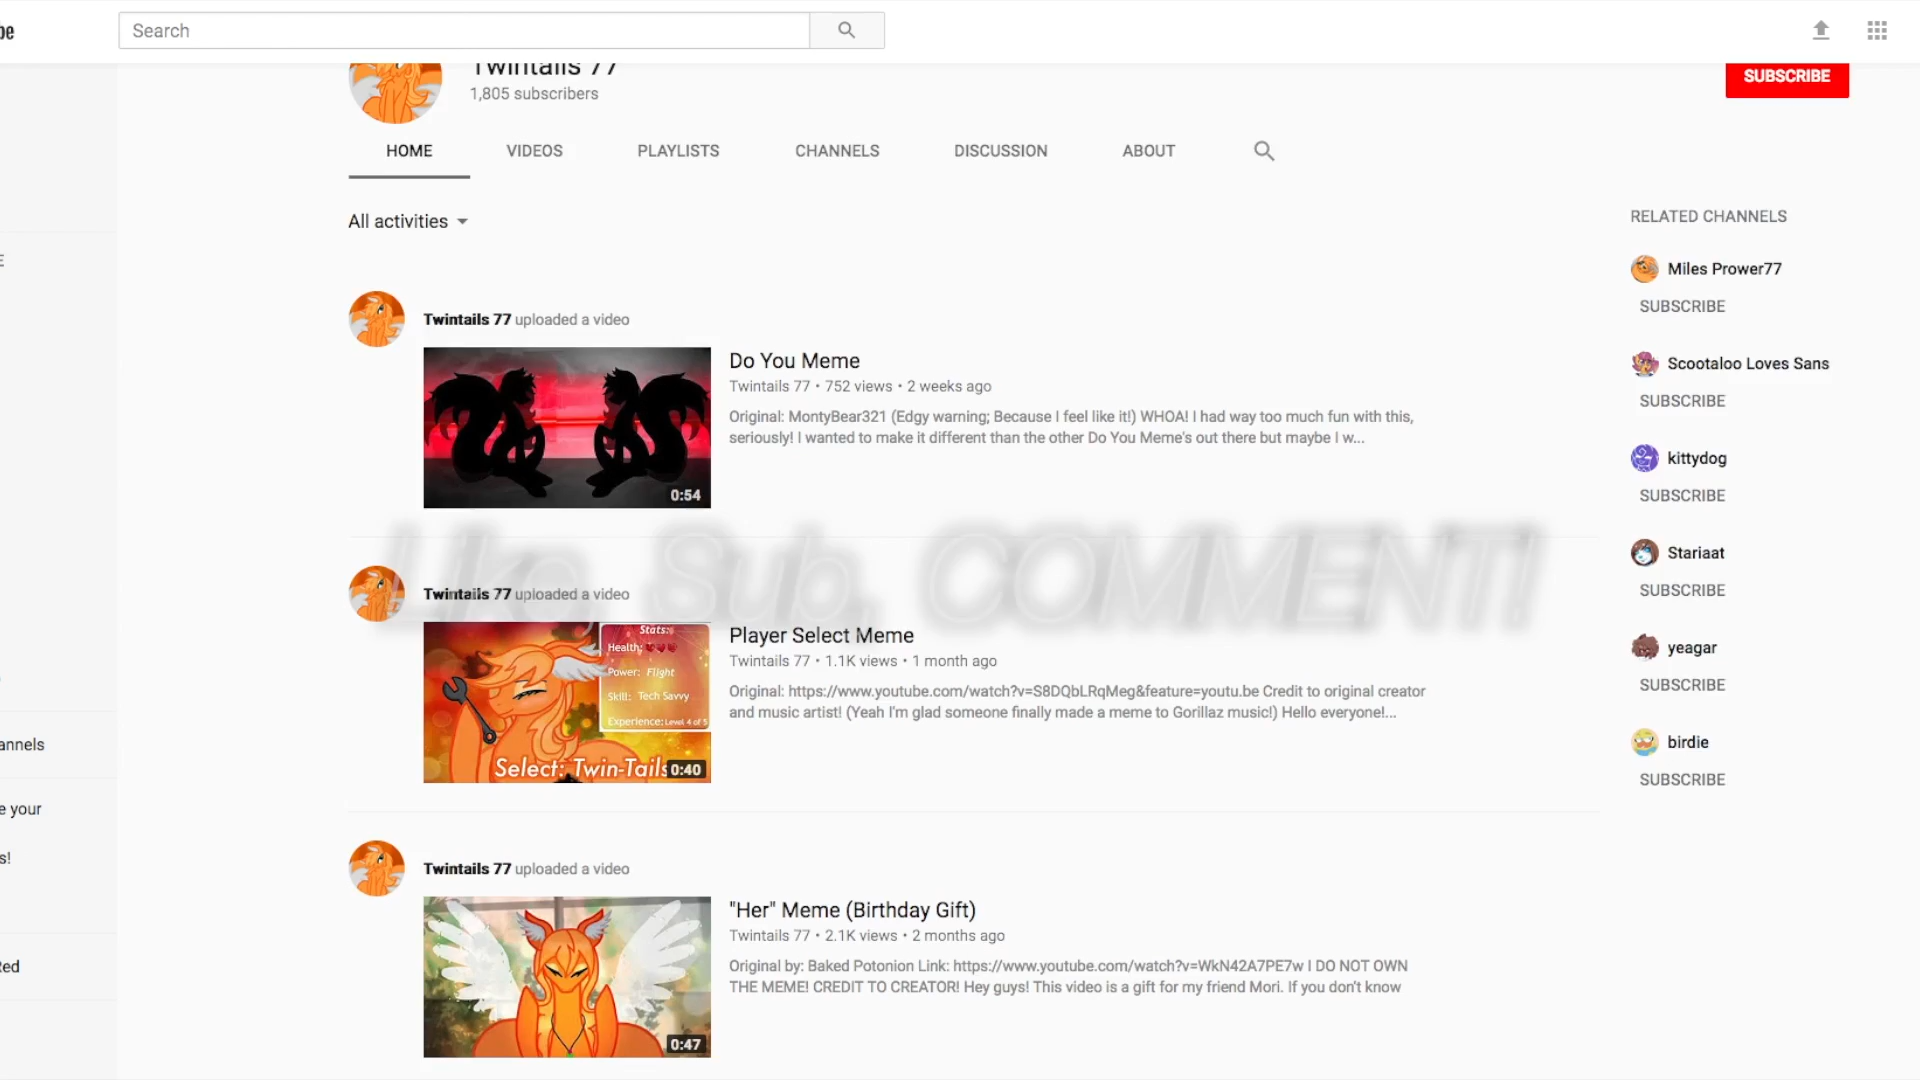 be
Search
Twintails 77
1,805 subscribers
SUBSCRIBE
HOME
VIDEOS
PLAYLISTS
CHANNELS
DISCUSSION
ABOUT
All activities
RELATED CHANNELS
Miles Prower77
SUBSCRIBE
Scootaloo Loves Sans
SUBSCRIBE
kittydog
SUBSCRIBE
Stariaat
SUBSCRIBE
yeagar
SUBSCRIBE
birdie
SUBSCRIBE
Twintails 77 uploaded a video
0:54
Do You Meme
Twintails 77 • 752 views • 2 weeks ago
Original: MontyBear321 (Edgy warning; Because I feel like it!) WHOA! I had way too much fun with this,
seriously! I wanted to make it different than the other Do You Meme's out there but maybe I w...
Like, Sub, COMMENT!
Twintails 77 uploaded a video
Stats:
Health:
Power: Flight
Skill: Tech Savvy
Experience: Level 4 of 5
Select: Twin-Tails
0:40
Player Select Meme
Twintails 77 • 1.1K views • 1 month ago
Original: https://www.youtube.com/watch?v=S8DQbLRqMeg&feature=youtu.be Credit to original creator
and music artist! (Yeah I'm glad someone finally made a meme to Gorillaz music!) Hello everyone!...
Twintails 77 uploaded a video
0:47
"Her" Meme (Birthday Gift)
Twintails 77 • 2.1K views • 2 months ago
Original by: Baked Potonion Link: https://www.youtube.com/watch?v=WkN42A7PE7w I DO NOT OWN
THE MEME! CREDIT TO CREATOR! Hey guys! This video is a gift for my friend Mori. If you don't know
E
annels
e your
s!
Red